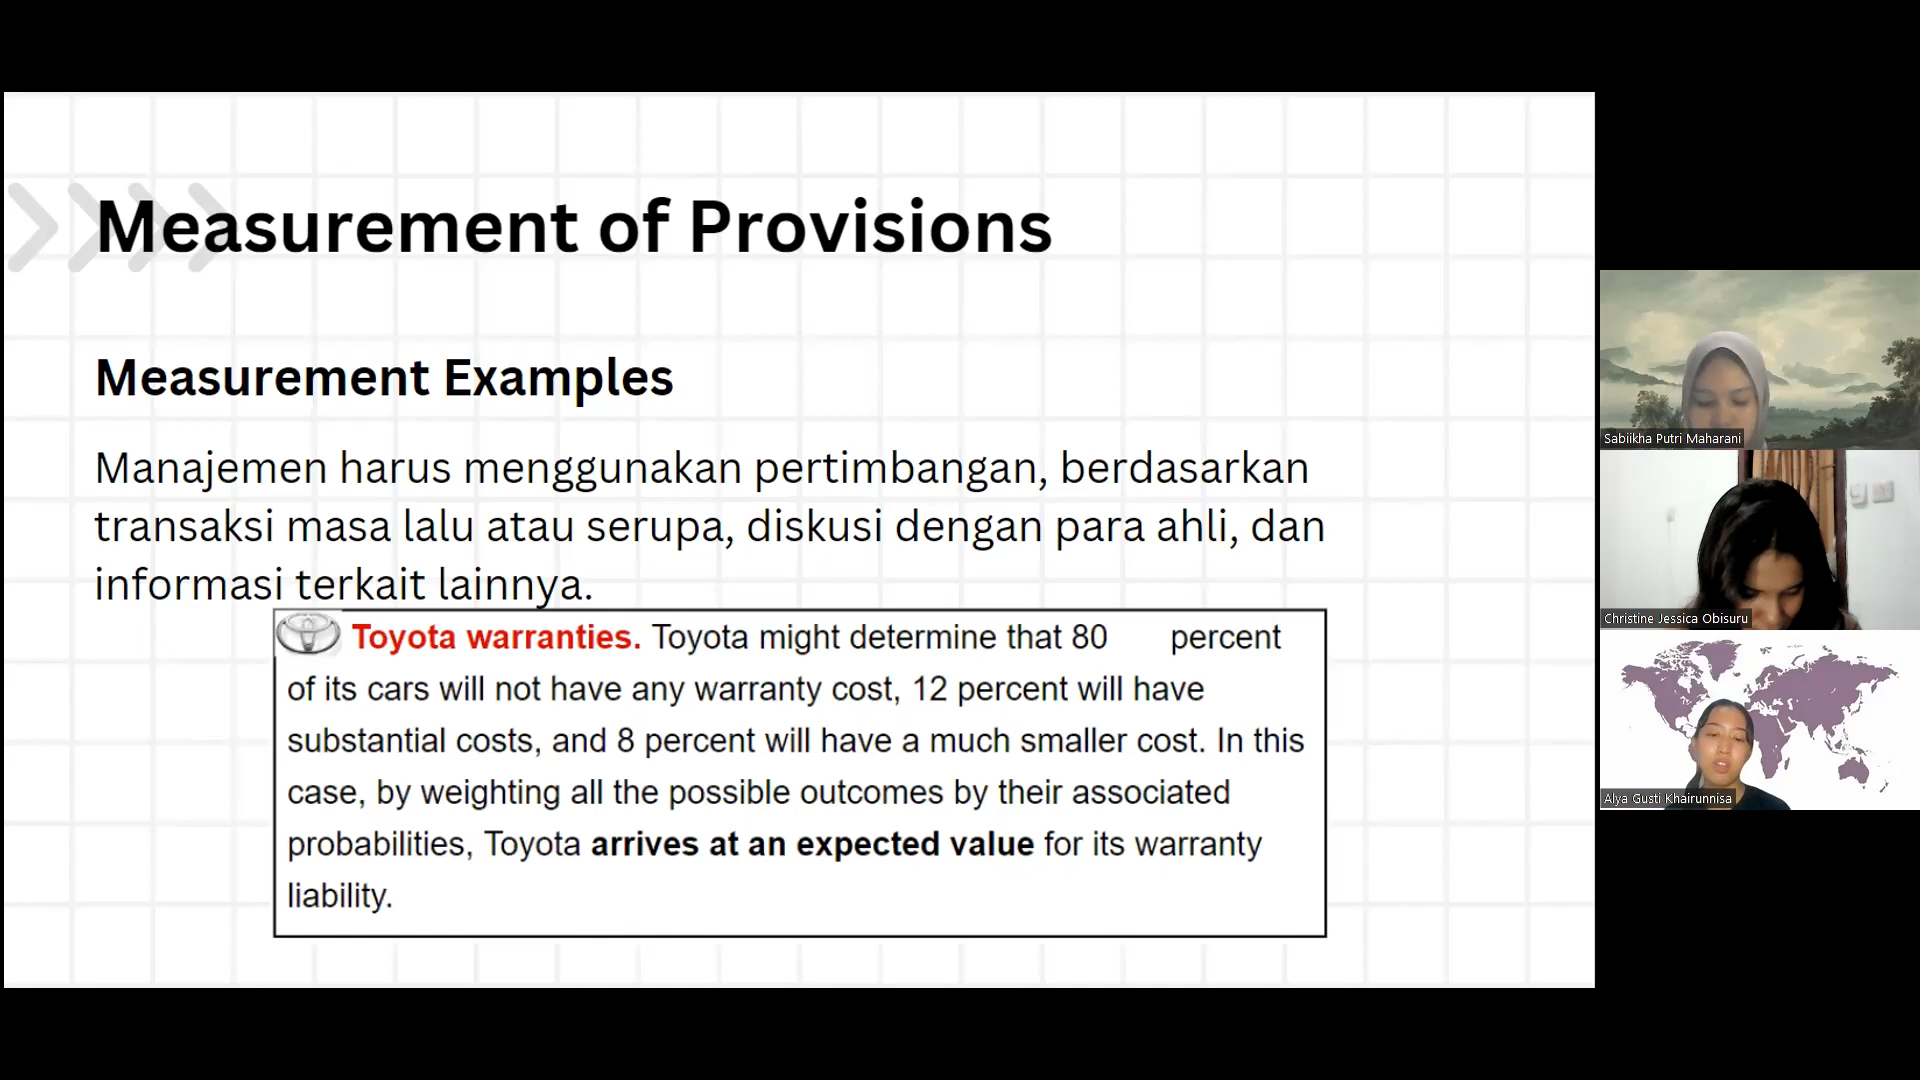 Measurement of Provisions
Measurement Examples
Manajemen harus menggunakan pertimbangan, berdasarkan
transaksi masa lalu atau serupa, diskusi dengan para ahli, dan
informasi terkait lainnya.
Toyota warranties. Toyota might determine that 80 percent
of its cars will not have any warranty cost, 12 percent will have
substantial costs, and 8 percent will have a much smaller cost. In this
case, by weighting all the possible outcomes by their associated
probabilities, Toyota arrives at an expected value for its warranty
liability.
Sabiikha Putri Maharani
Christine Jessica Obisuru
Alya Gusti Khairunnisa